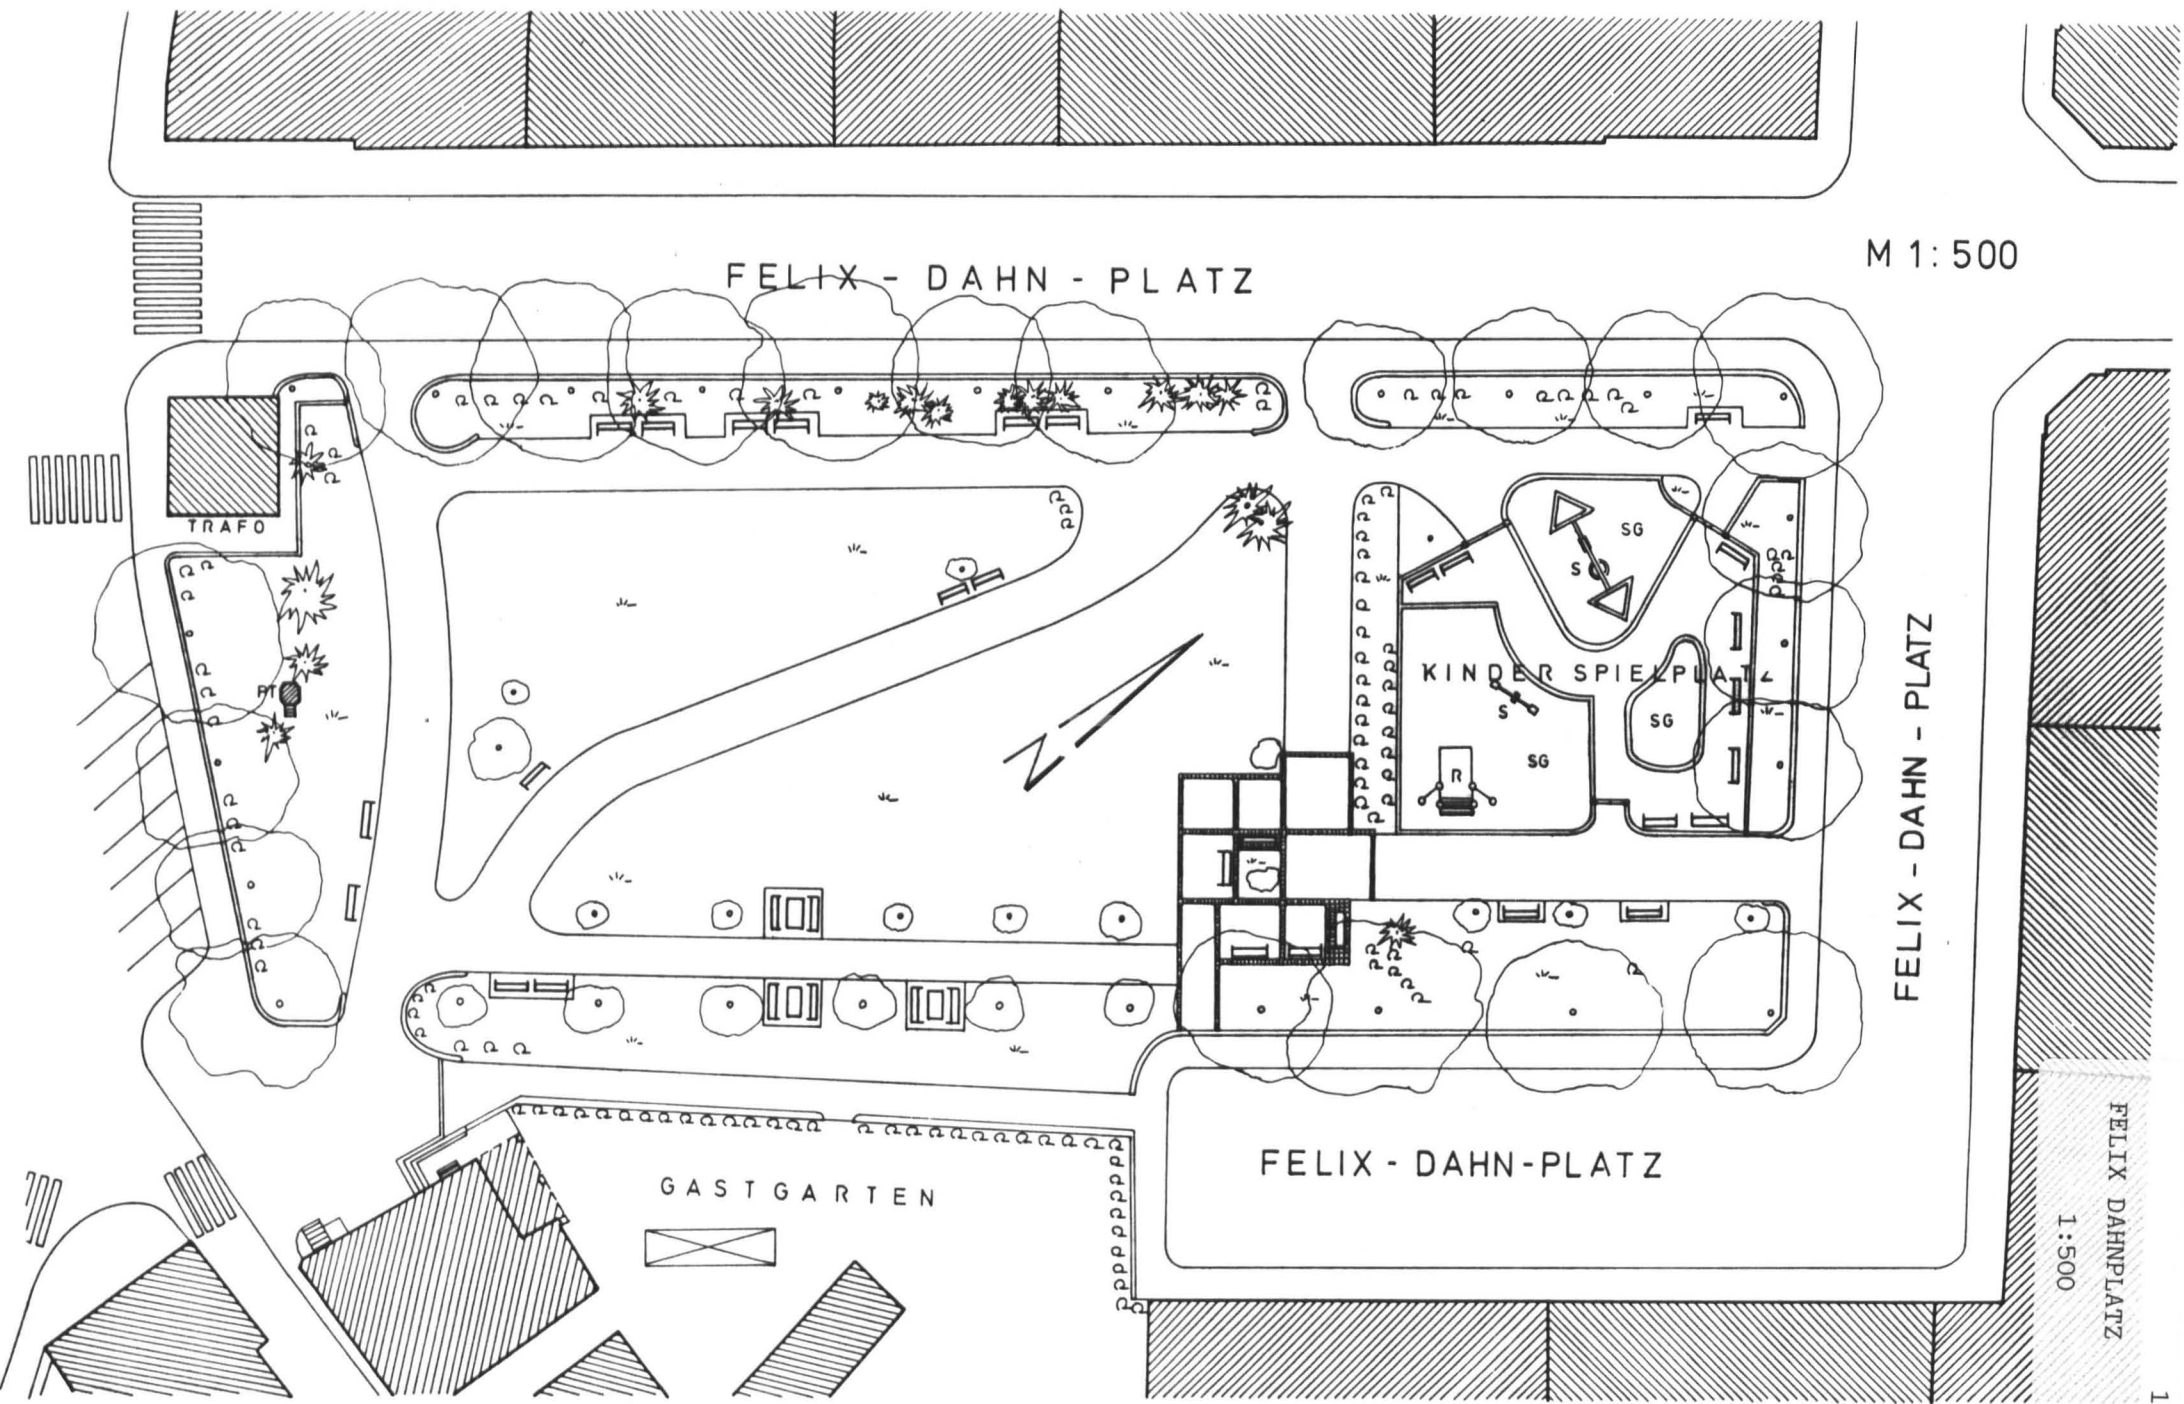 M 1:500
FELIX - DAHN - PLATZ
TRAFO
SG
S
FELIX - DAHN - PLATZ
KINDER SPIELPLATZ
PT
S
SG
SG
R
N
FELIX - DAHN-PLATZ
GASTGARTEN
FELIX DAHNPLATZ
1:500
1